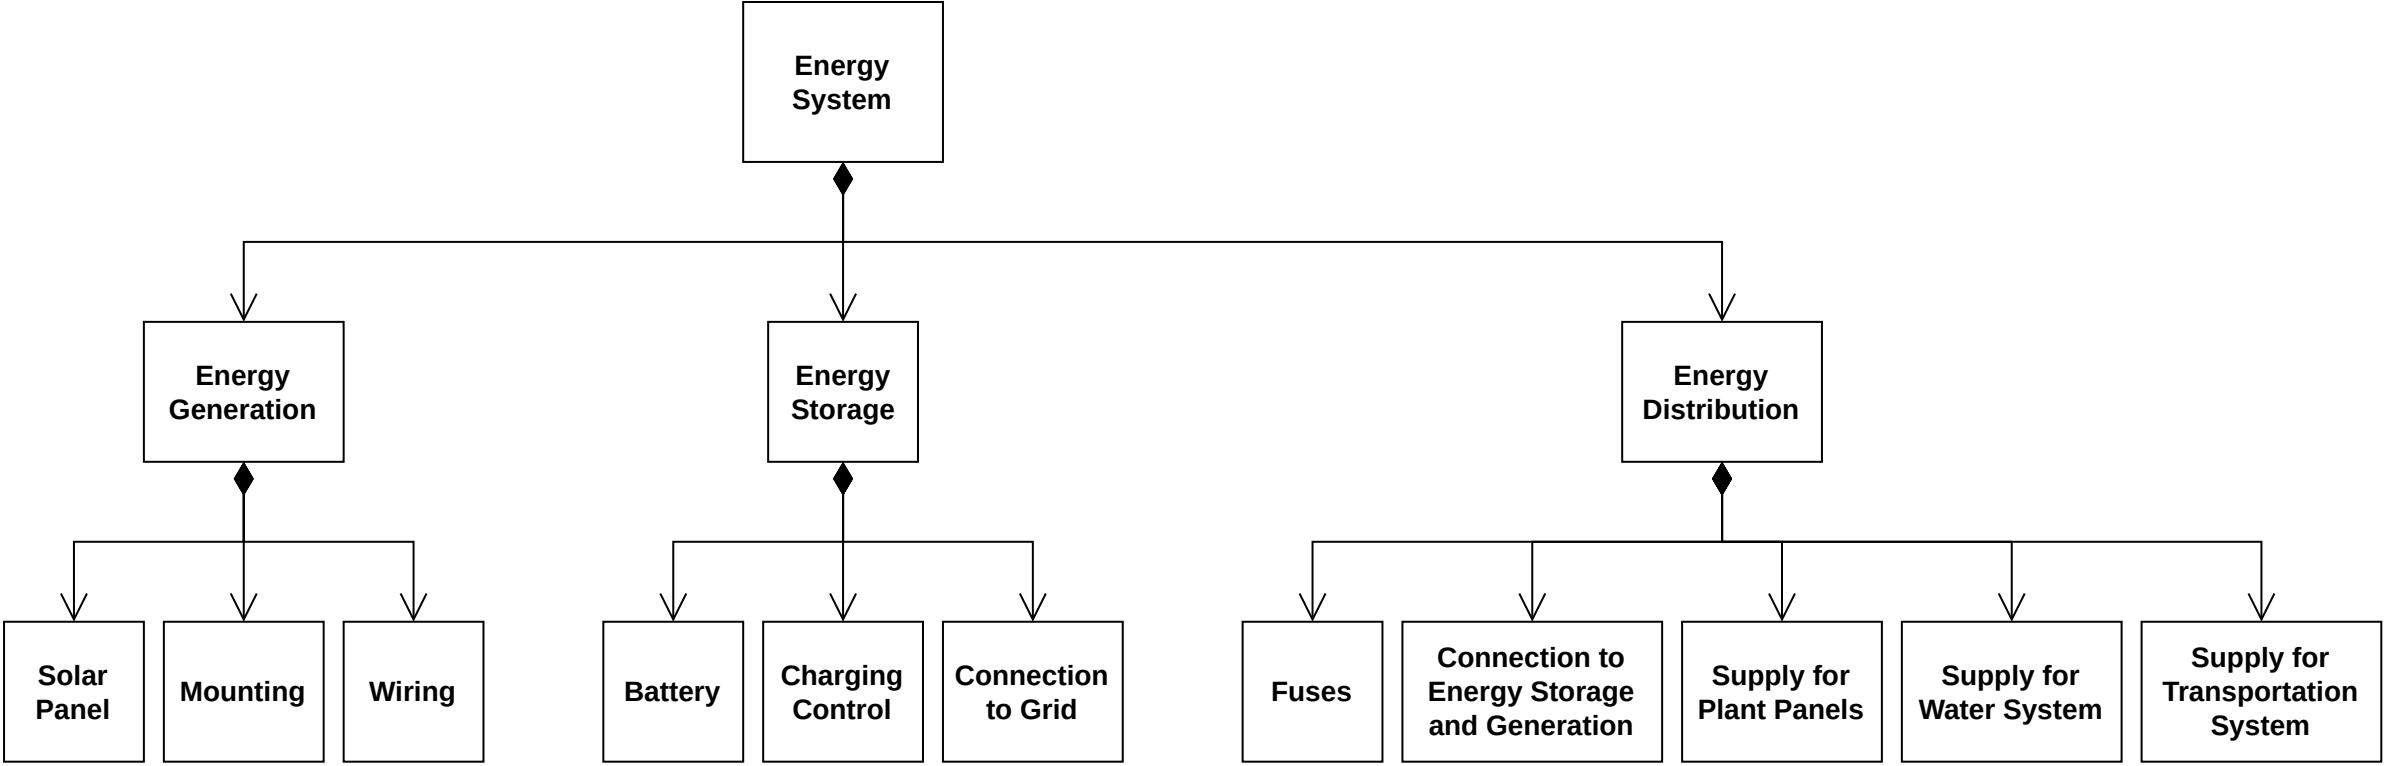 Energy
System
Energy
Generation
Energy
Storage
Energy
Distribution
Solar
Panel
Mounting
Wiring
Battery
Charging
Control
Connection
to Grid
Fuses
Connection to
Energy Storage
and Generation
Supply for
Plant Panels
Supply for
Water System
Supply for
Transportation
System